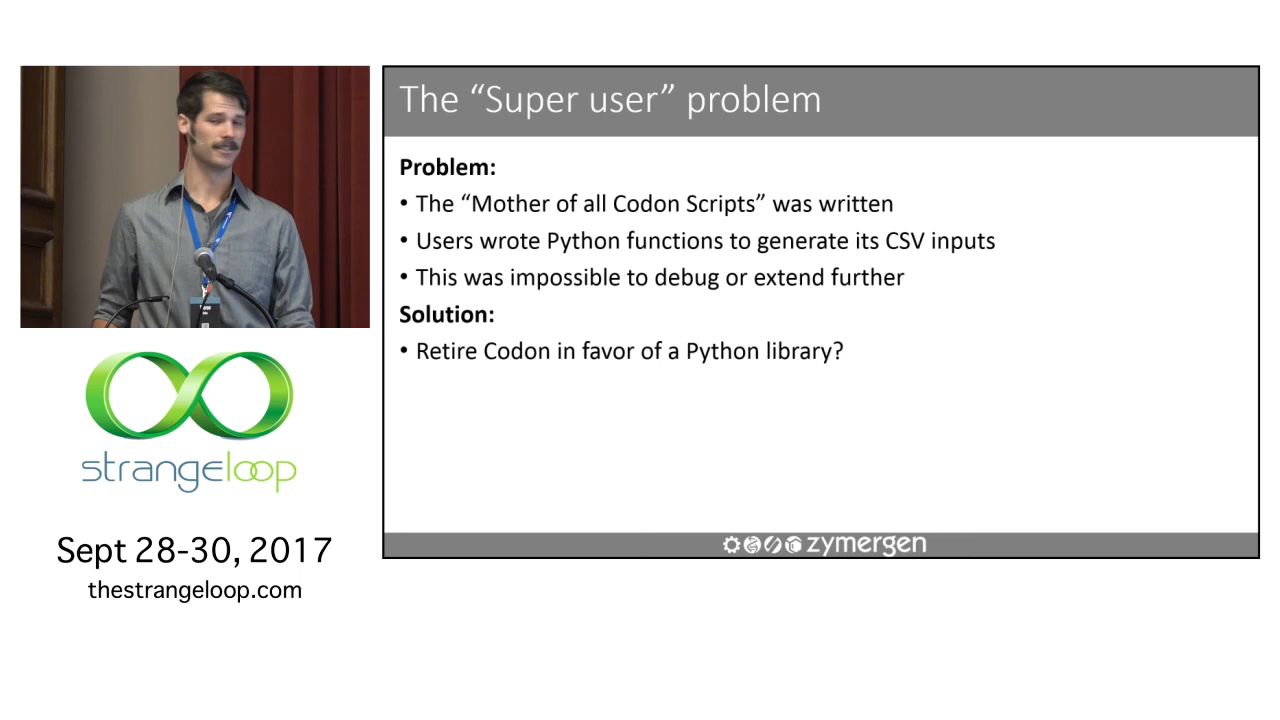 The “Super user” problem
Problem:
• The “Mother of all Codon Scripts” was written
• Users wrote Python functions to generate its CSV inputs
• This was impossible to debug or extend further
Solution:
• Retire Codon in favor of a Python library?
zymergen
strangeloop
Sept 28-30, 2017
thestrangeloop.com